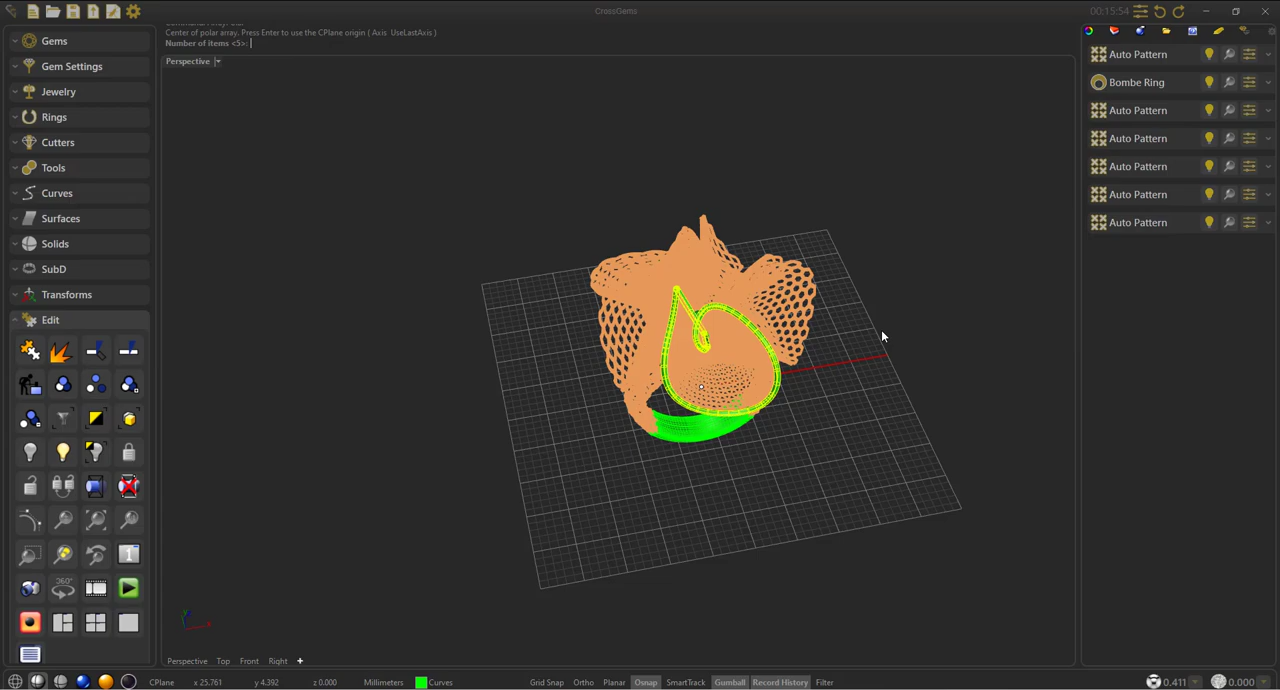 CrossGems
00:15:54
Center of polar array. Press Enter to use the CPlane origin ( Axis UseLastAxis )
Number of items <5>:
Perspective
Gems
Gem Settings
Jewelry
Rings
Cutters
Tools
Curves
Surfaces
Solids
SubD
Transforms
Edit
360°
1
Auto Pattern
Bombe Ring
Auto Pattern
Auto Pattern
Auto Pattern
Auto Pattern
Auto Pattern
Perspective Top Front Right
CPlane x 25.761 y 4.392 z 0.000 Millimeters Curves Grid Snap Ortho Planar Osnap SmartTrack Gumball Record History Filter 0.411 0.000